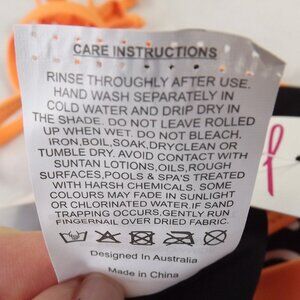 CARE INSTRUCTIONS
RINSE THROUGHLY AFTER USE.
HAND WASH SEPARATELY IN
COLD WATER AND DRIP DRY IN
THE SHADE. DO NOT LEAVE ROLLED
UP WHEN WET. DO NOT BLEACH,
IRON,BOIL,SOAK,DRYCLEAN OR
TUMBLE DRY. AVOID CONTACT WITH
SUNTAN LOTIONS,OILS,ROUGH
SURFACES,POOLS & SPA'S TREATED
WITH HARSH CHEMICALS. SOME
COLOURS MAY FADE IN SUNLIGHT
OR CHLORINATED WATER.IF SAND
TRAPPING OCCURS,GENTLY RUN
FINGERNAIL OVER DRIED FABRIC.
Designed In Australia
Made in China